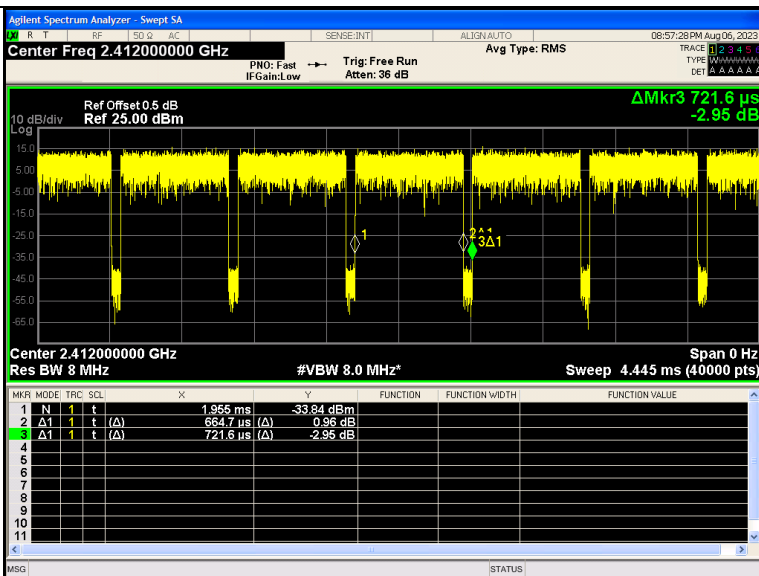 Agilent Spectrum Analyzer - Swept SA
LXI R T RF 50 Ω AC SENSE:INT ALIGN AUTO 08:57:28 PM Aug 06, 2023
Center Freq 2.412000000 GHz Avg Type: RMS TRACE 1 2 3 4 5 6
PNO: Fast Trig: Free Run TYPE WWWWWW
IFGain:Low Atten: 36 dB DET A A A A A A
ΔMkr3 721.6 µs
Ref Offset 0.5 dB
10 dB/div Ref 25.00 dBm -2.95 dB
Log
15.0
5.00
-5.00
-15.0
1
-25.0
3Δ1
-35.0
-45.0
-55.0
-65.0
Center 2.412000000 GHz Span 0 Hz
Res BW 8 MHz #VBW 8.0 MHz* Sweep 4.445 ms (40000 pts)
MKR MODE TRC SCL X Y FUNCTION FUNCTION WIDTH FUNCTION VALUE
1 N 1 t 1.955 ms -33.84 dBm
2 Δ1 1 t (Δ) 664.7 µs (Δ) 0.96 dB
3 Δ1 1 t (Δ) 721.6 µs (Δ) -2.95 dB
4
5
6
7
8
9
10
11
MSG STATUS